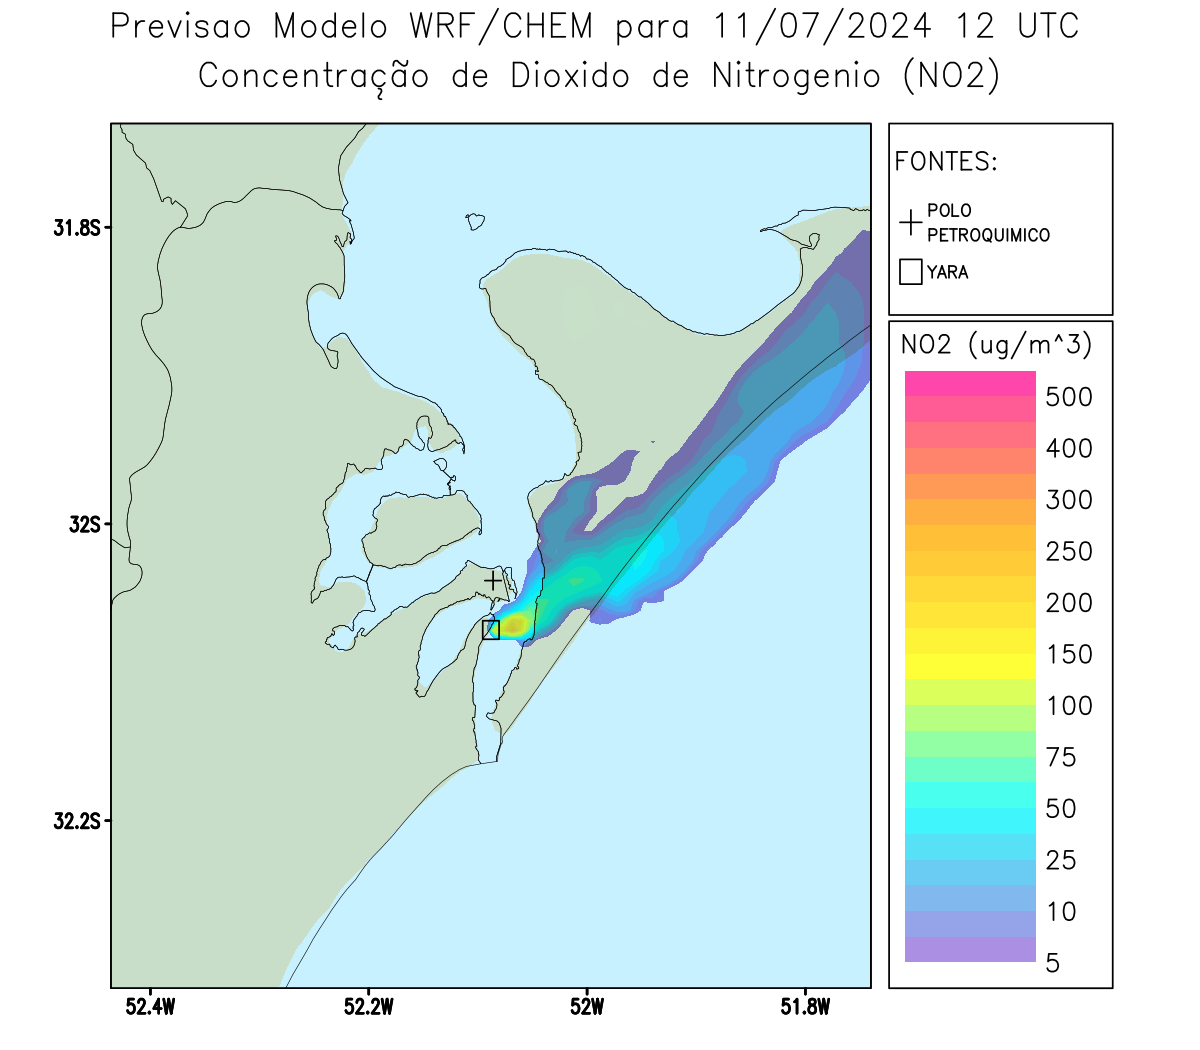 Previsao Modelo WRF/CHEM para 11/07/2024 12 UTC
Concentração de Dioxido de Nitrogenio (NO2)
FONTES:
POLO
PETROQUIMICO
YARA
31.8S
32S
32.2S
52.4W
52.2W
52W
51.8W
NO2 (ug/m^3)
500
400
300
250
200
150
100
75
50
25
10
5